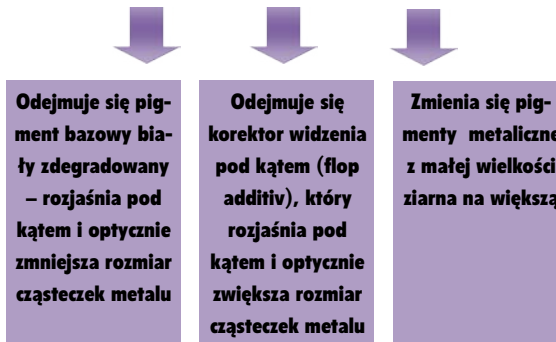 Odejmuje się pig-
ment bazowy bia-
ły zdegradowany
– rozjaśnia pod
kątem i optycznie
zmniejsza rozmiar
cząsteczek metalu
Odejmuje się
korektor widzenia
pod kątem (flop
additiv), który
rozjaśnia pod
kątem i optycznie
zwiększa rozmiar
cząsteczek metalu
Zmienia się pig-
menty metaliczne
z małej wielkości
ziarna na większą